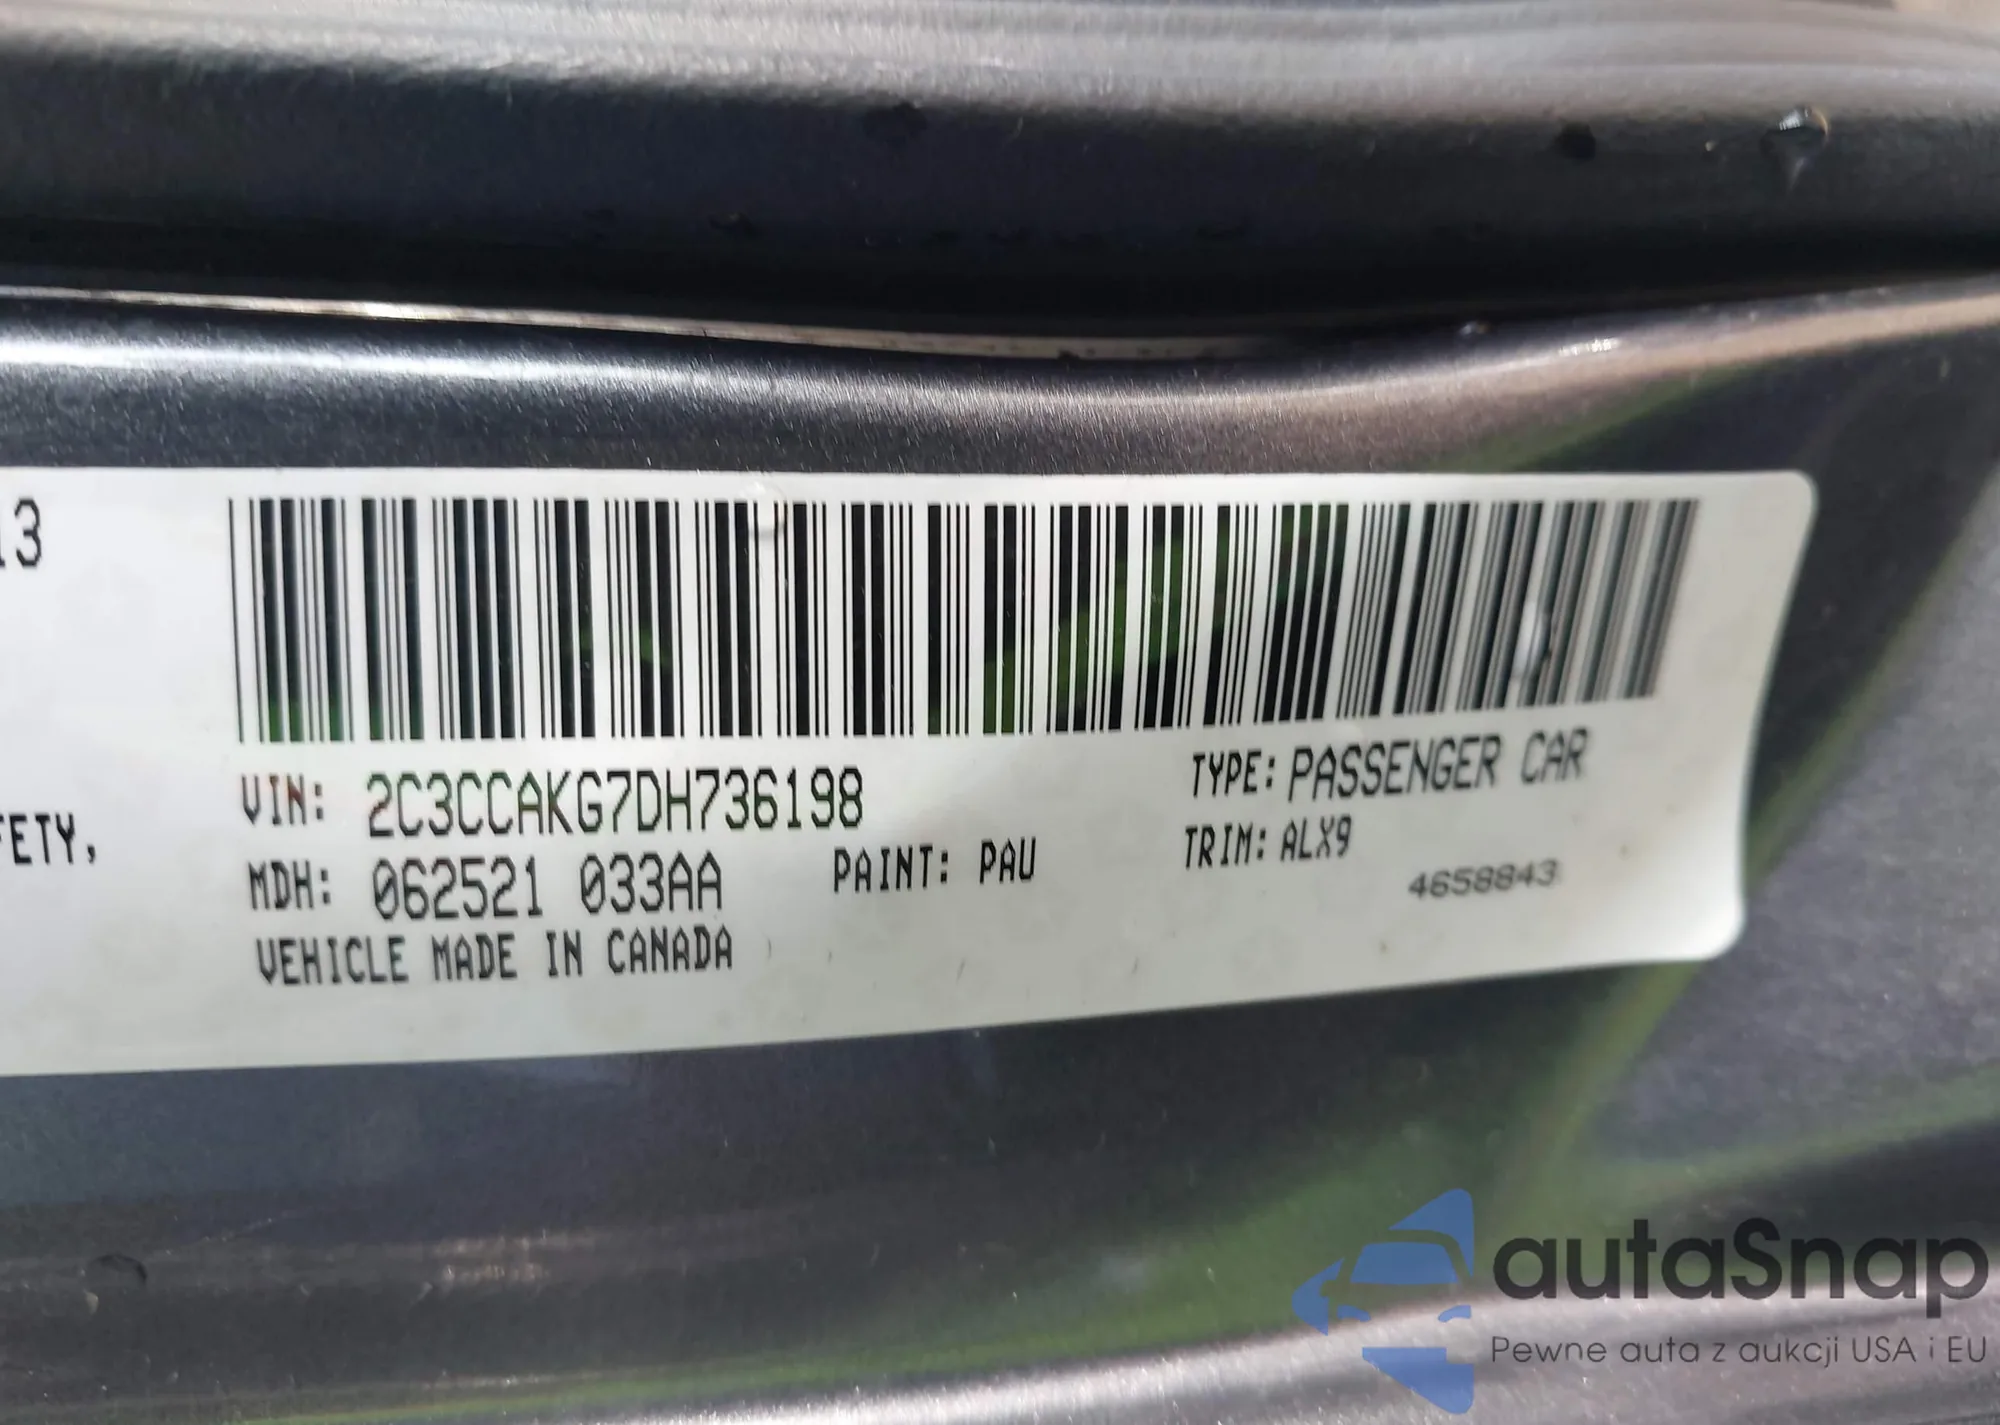 13
FETY,
VIN: 2C3CCAKG7DH736198
TYPE: PASSENGER CAR
MDH: 062521 033AA
PAINT: PAU
TRIM: ALX9
4658843
VEHICLE MADE IN CANADA
autaSnap
Pewne auta z aukcji USA i EU